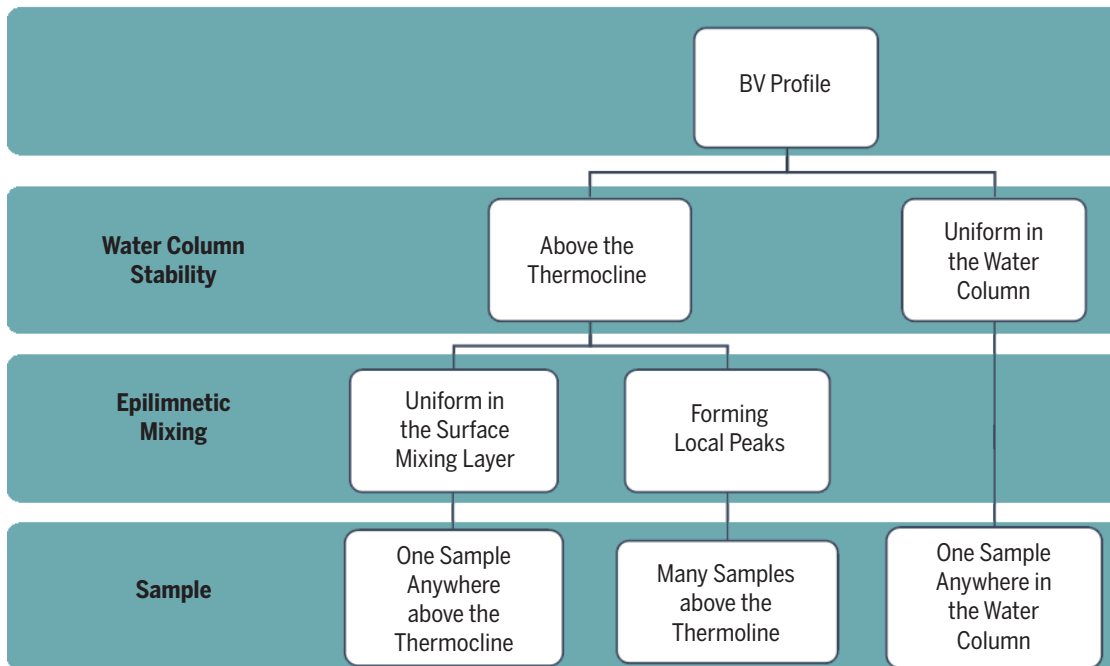 BV Profile
Water Column
Stability
Above the
Thermocline
Uniform in
the Water
Column
Epilimnetic
Mixing
Uniform in
the Surface
Mixing Layer
Forming
Local Peaks
Sample
One Sample
Anywhere
above the
Thermocline
Many Samples
above the
Thermoline
One Sample
Anywhere in
the Water
Column